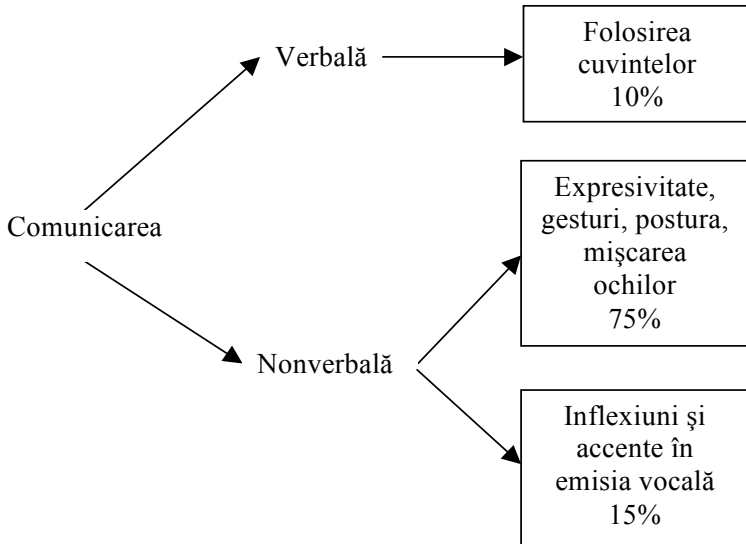 Comunicarea
Verbală
Folosirea
cuvintelor
10%
Nonverbală
Expresivitate,
gesturi, postura,
mişcarea
ochilor
75%
Inflexiuni şi
accente în
emisia vocală
15%